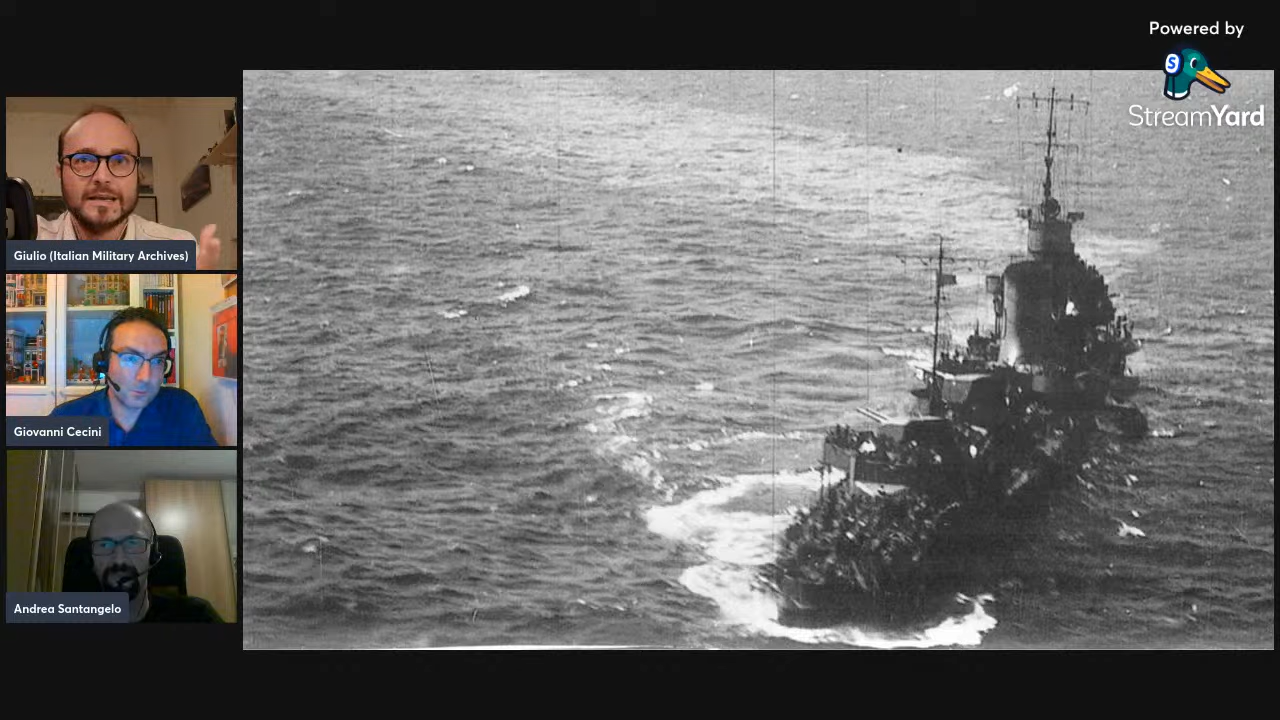 Powered by
S
StreamYard
Giulio (Italian Military Archives)
Giovanni Cecini
Andrea Santangelo